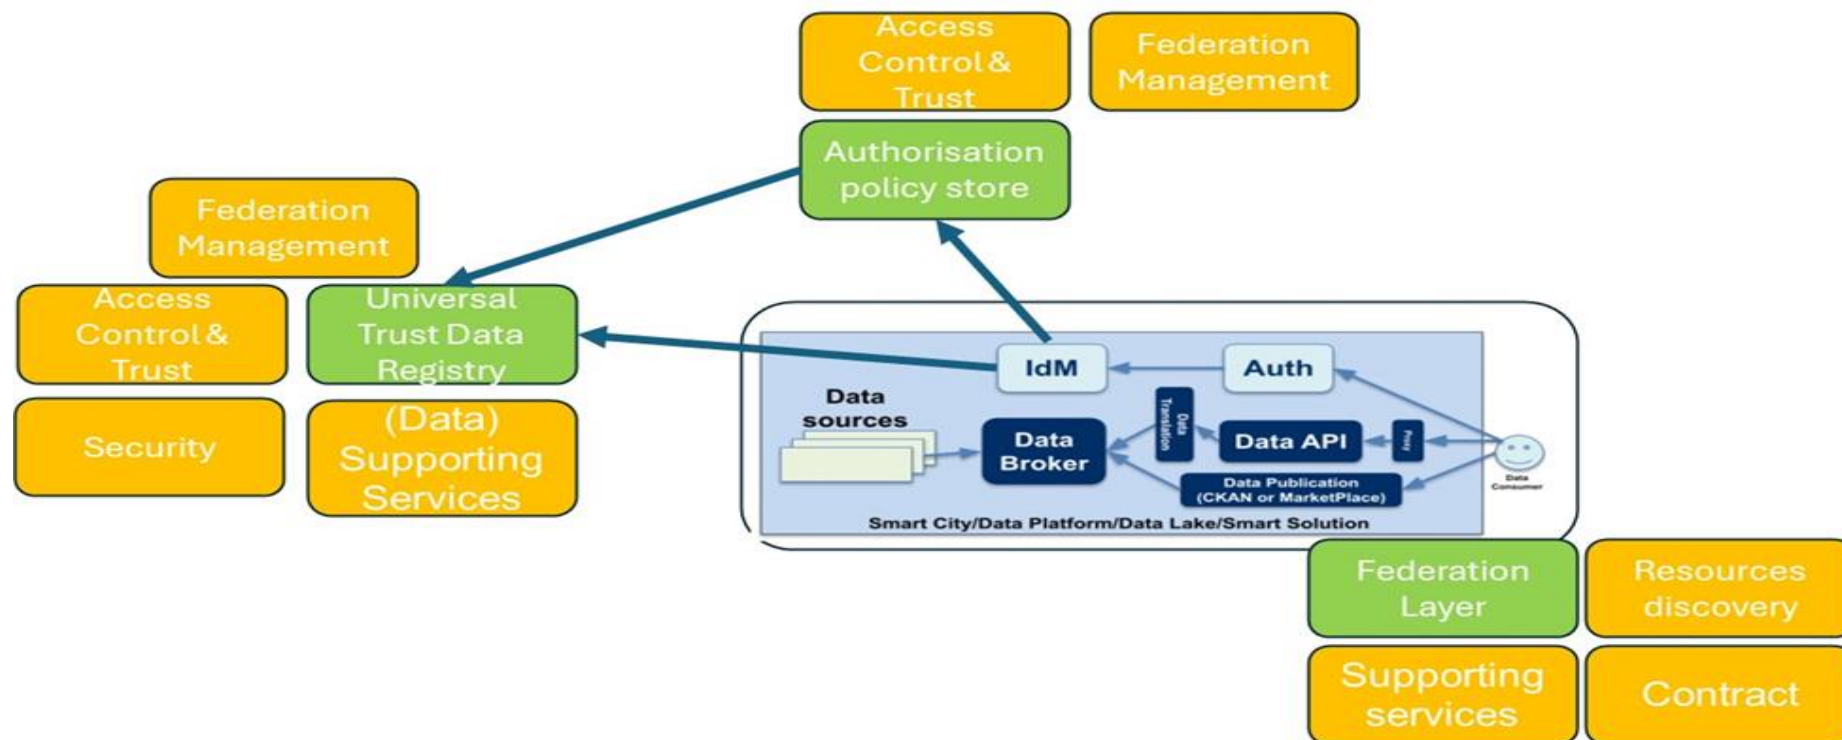 Access
Control &
Trust
Federation
Management
Authorisation
policy store
Federation
Management
Access
Control &
Trust
Universal
Trust Data
Registry
Security
(Data)
Supporting
Services
IdM
Auth
Data
sources
Data
Broker
Data
Translation
Data API
Proxy
Data
Consumer
Data Publication
(CKAN or MarketPlace)
Smart City/Data Platform/Data Lake/Smart Solution
Federation
Layer
Resources
discovery
Supporting
services
Contract